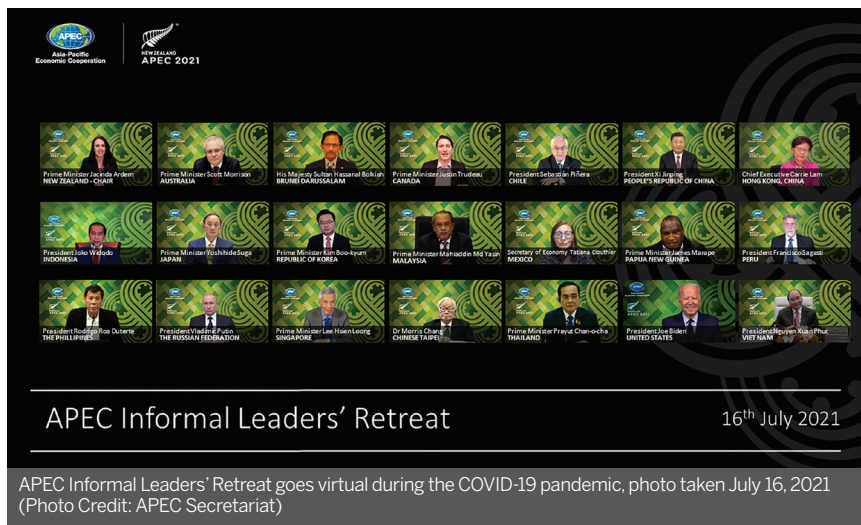 APEC
Asia-Pacific
Economic Cooperation
NEW ZEALAND
APEC 2021
Prime Minister Jacinda Ardern
NEW ZEALAND - CHAIR
Prime Minister Scott Morrison
AUSTRALIA
His Majesty Sultan Hassanal Bolkiah
BRUNEI DARUSSALAM
Prime Minister Justin Trudeau
CANADA
President Sebastián Piñera
CHILE
President Xi Jinping
PEOPLE'S REPUBLIC OF CHINA
Chief Executive Carrie Lam
HONG KONG, CHINA
President Joko Widodo
INDONESIA
Prime Minister Yoshihide Suga
JAPAN
Prime Minister Kim Boo-kyum
REPUBLIC OF KOREA
Prime Minister Mahiaddin Md Yasin
MALAYSIA
Secretary of Economy Tatiana Clouthier
MEXICO
Prime Minister James Marape
PAPUA NEW GUINEA
President Francisco Sagasti
PERU
President Rodrigo Roa Duterte
THE PHILLIPINES
President Vladimir Putin
THE RUSSIAN FEDERATION
Prime Minister Lee Hsien Loong
SINGAPORE
Dr Morris Chang
CHINESE TAIPEI
Prime Minister Prayut Chan-o-cha
THAILAND
President Joe Biden
UNITED STATES
President Nguyen Xuan Phuc
VIET NAM
APEC Informal Leaders' Retreat
16th July 2021
APEC Informal Leaders' Retreat goes virtual during the COVID-19 pandemic, photo taken July 16, 2021
(Photo Credit: APEC Secretariat)